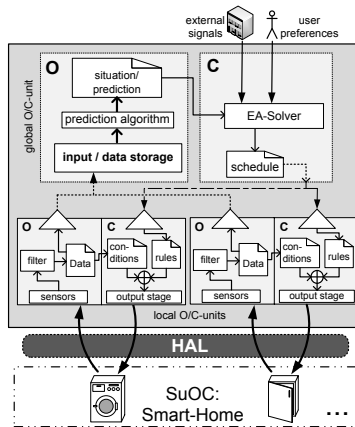 external
signals
user
preferences
global O/C-unit
O
situation/
prediction
prediction algorithm
input / data storage
C
EA-Solver
schedule
O
filter
Data
sensors
C
con-
ditions
rules
output stage
O
filter
Data
sensors
C
con-
ditions
rules
output stage
local O/C-units
HAL
SuOC:
Smart-Home
...